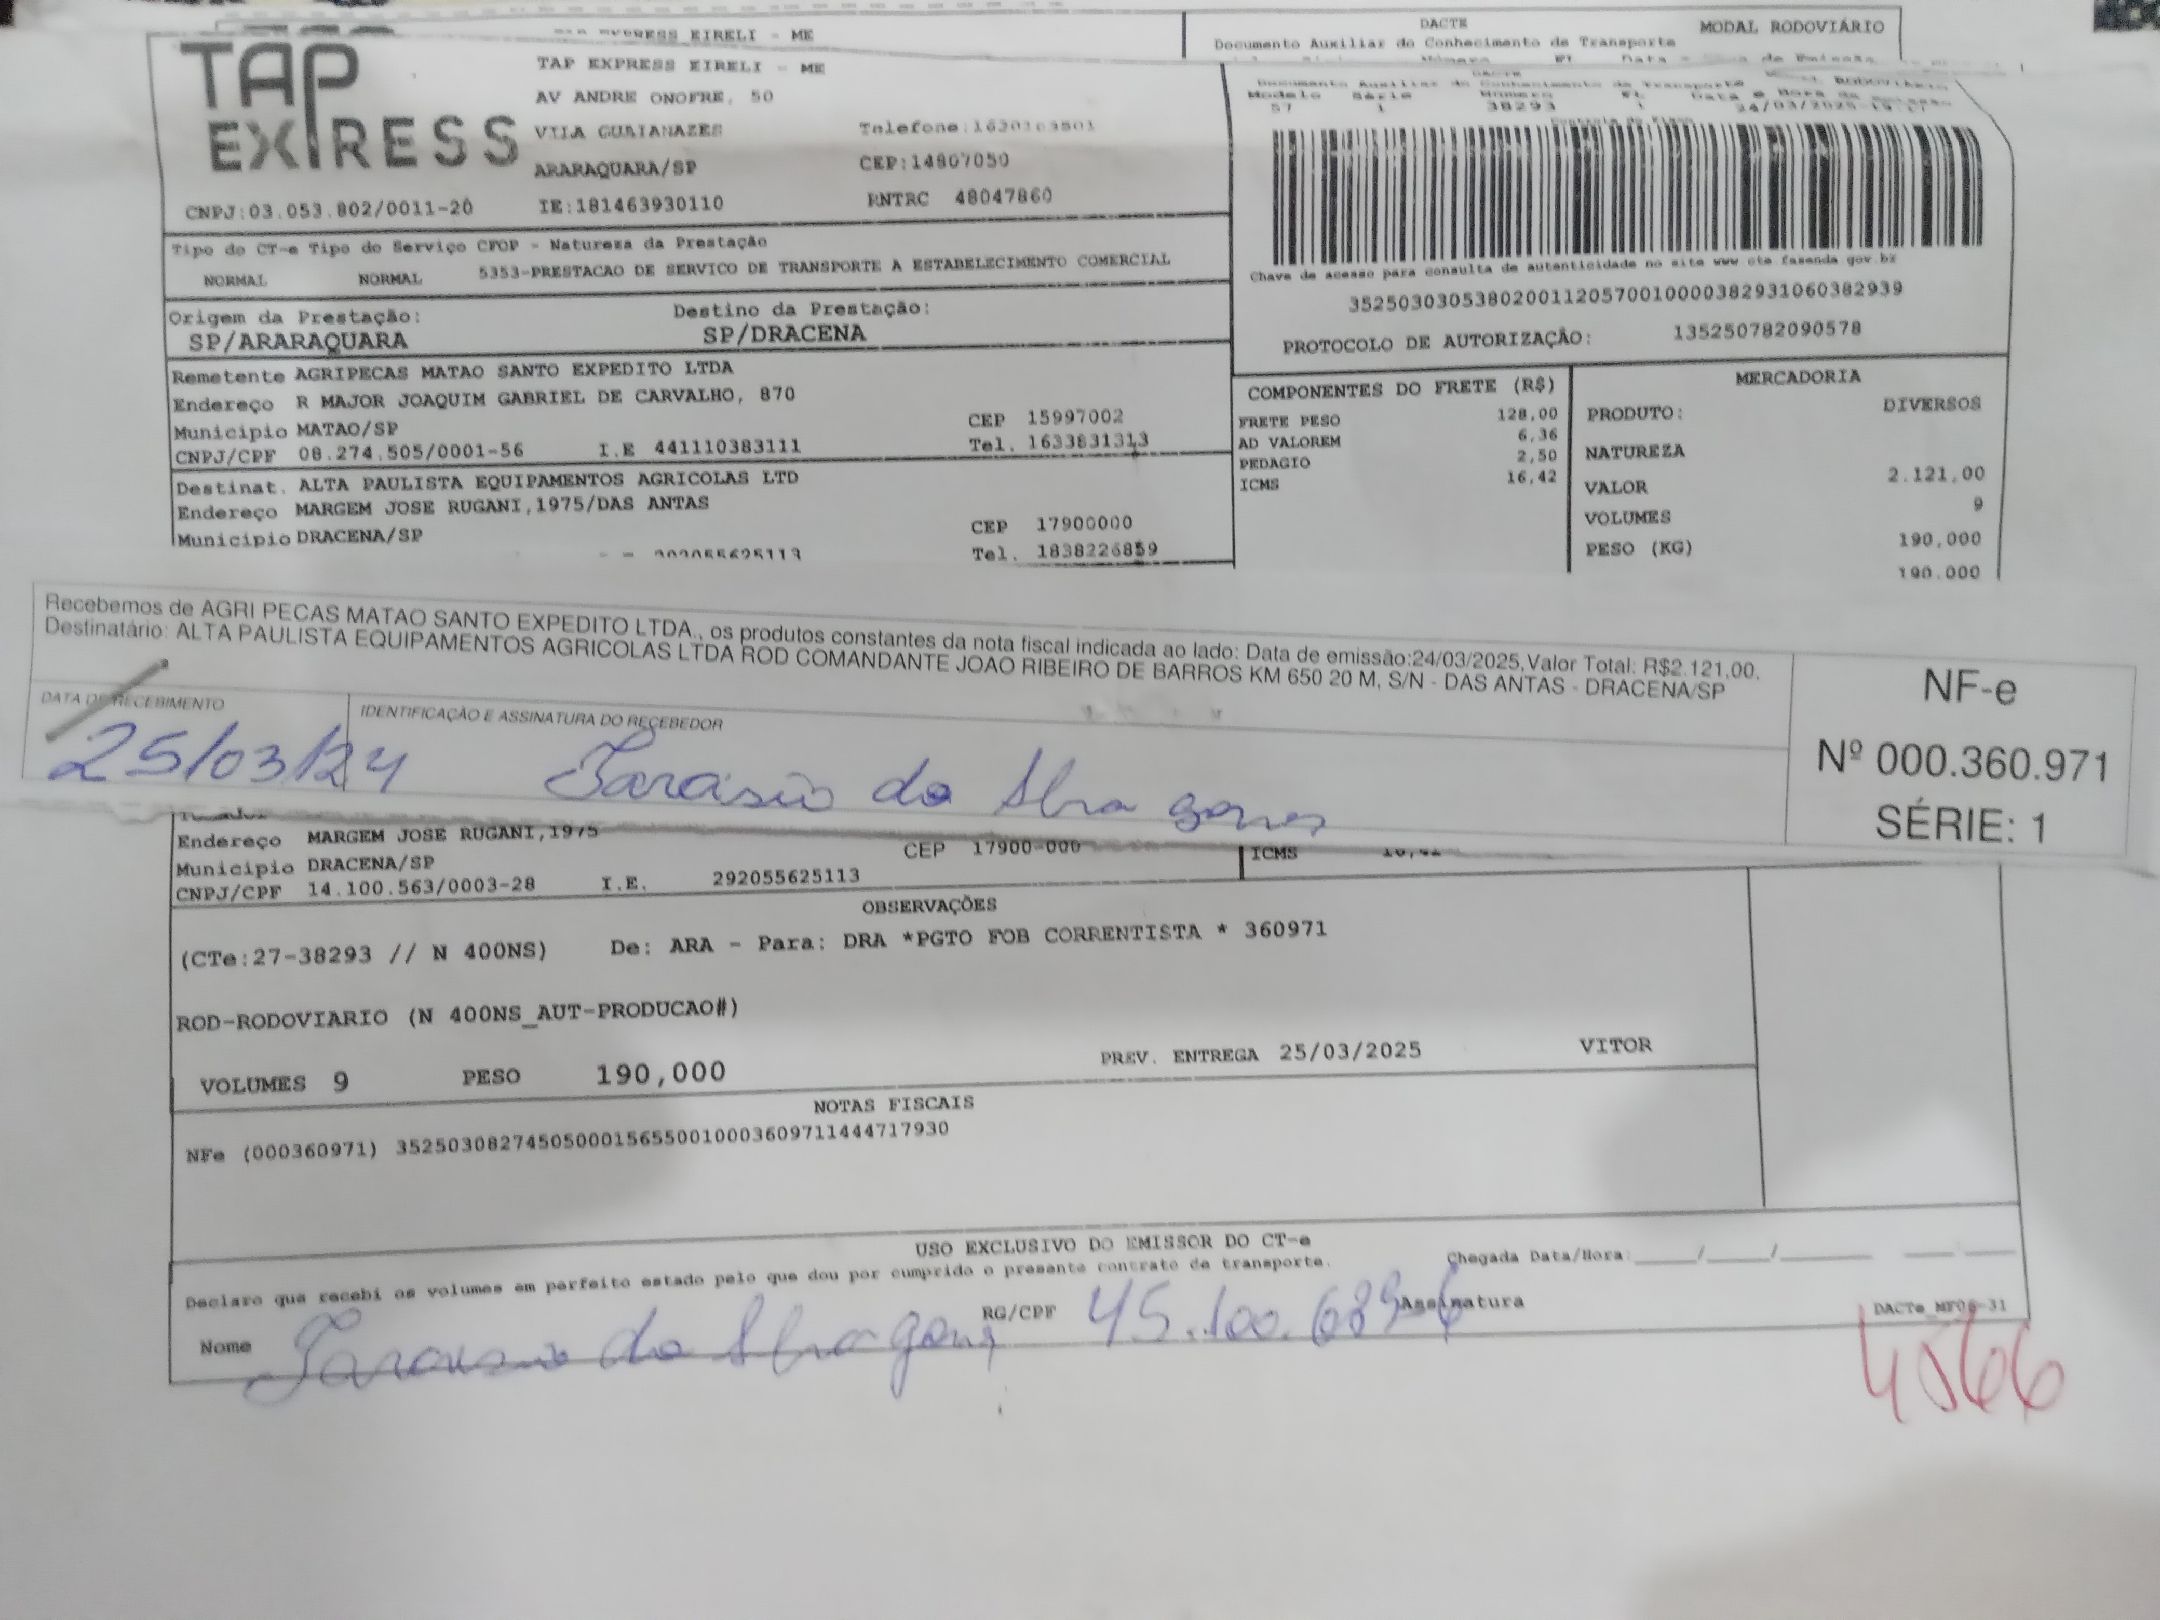 TAP
EXPRESS
TAP EXPRESS EIRELI - ME
AV ANDRE ONOFRE, 50
VILA GUAIANAZES
ARARAQUARA/SP CEP:14807050
CNPJ:03.053.802/0011-20 IE:181463930110 RNTRC 48047860
DACTE MODAL RODOVIÁRIO
Documento Auxiliar do Conhecimento de Transporte
Modelo Série Número
57 1 38293 1
Chave de acesso para consulta de autenticidade no site www cte fazenda gov.br
35250303053802001120570010000382931060382939
PROTOCOLO DE AUTORIZAÇÃO: 135250782090578
Tipo do CT-e Tipo do Serviço CFOP - Natureza da Prestação
NORMAL NORMAL 5353-PRESTACAO DE SERVICO DE TRANSPORTE A ESTABELECIMENTO COMERCIAL
Origem da Prestação: Destino da Prestação:
SP/ARARAQUARA SP/DRACENA
Remetente AGRIPECAS MATAO SANTO EXPEDITO LTDA
Endereço R MAJOR JOAQUIM GABRIEL DE CARVALHO, 870
Municipio MATAO/SP CEP 15997002
CNPJ/CPF 08.274.505/0001-56 I.E 441110383111 Tel. 1633831313
Destinat. ALTA PAULISTA EQUIPAMENTOS AGRICOLAS LTD
Endereço MARGEM JOSE RUGANI,1975/DAS ANTAS
Municipio DRACENA/SP CEP 17900000
Tel. 1838226859
COMPONENTES DO FRETE (R$)
FRETE PESO 128,00
AD VALOREM 6,36
PEDAGIO 2,50
ICMS 16,42
MERCADORIA
PRODUTO: DIVERSOS
NATUREZA
VALOR 2.121,00
VOLUMES 9
PESO (KG) 190,000
190.000
Recebemos de AGRI PECAS MATAO SANTO EXPEDITO LTDA., os produtos constantes da nota fiscal indicada ao lado: Data de emissão:24/03/2025,Valor Total: R$2.121,00,
Destinatário: ALTA PAULISTA EQUIPAMENTOS AGRICOLAS LTDA ROD COMANDANTE JOAO RIBEIRO DE BARROS KM 650 20 M, S/N - DAS ANTAS - DRACENA/SP
DATA DE RECEBIMENTO IDENTIFICAÇÃO E ASSINATURA DO RECEBEDOR
25/03/24
NF-e
Nº 000.360.971
SÉRIE: 1
Endereço MARGEM JOSE RUGANI,1975
Municipio DRACENA/SP CEP 17900-000
CNPJ/CPF 14.100.563/0003-28 I.E. 292055625113
ICMS
OBSERVAÇÕES
(CTe:27-38293 // N 400NS) De: ARA - Para: DRA *PGTO FOB CORRENTISTA * 360971
ROD-RODOVIARIO (N 400NS_AUT-PRODUCAO#)
VOLUMES 9 PESO 190,000 PREV. ENTREGA 25/03/2025 VITOR
NOTAS FISCAIS
NFe (000360971) 35250308274505000156550010003609711444717930
USO EXCLUSIVO DO EMISSOR DO CT-e
Declaro que recebi os volumes em perfeito estado pelo que dou por cumprido o presente contrato de transporte. Chegada Data/Hora:
Nome RG/CPF Assinatura DACTe_MF06-31